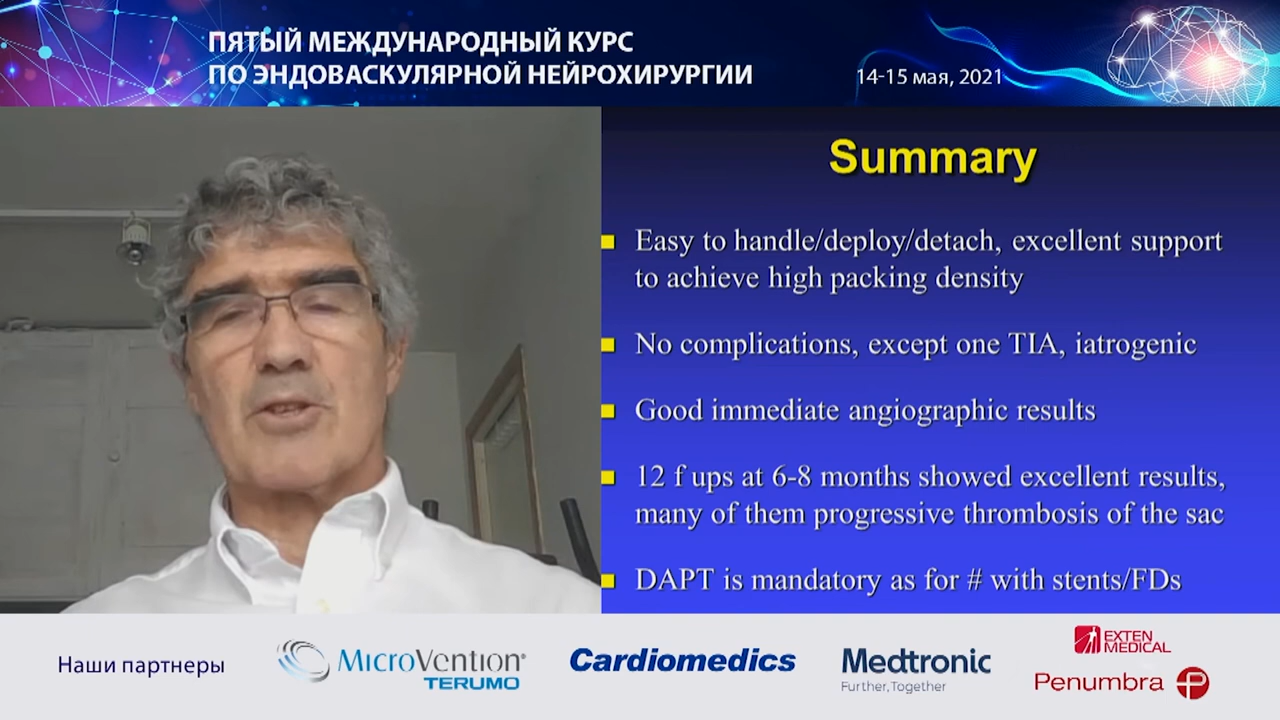 ПЯТЫЙ МЕЖДУНАРОДНЫЙ КУРС
ПО ЭНДОВАСКУЛЯРНОЙ НЕЙРОХИРУРГИИ
14-15 мая, 2021
Summary
Easy to handle/deploy/detach, excellent support
to achieve high packing density
No complications, except one TIA, iatrogenic
Good immediate angiographic results
12 f ups at 6-8 months showed excellent results,
many of them progressive thrombosis of the sac
DAPT is mandatory as for # with stents/FDs
Наши партнеры
MicroVention®
TERUMO
Cardiomedics
Medtronic
Further, Together
EXTEN
MEDICAL
Penumbra